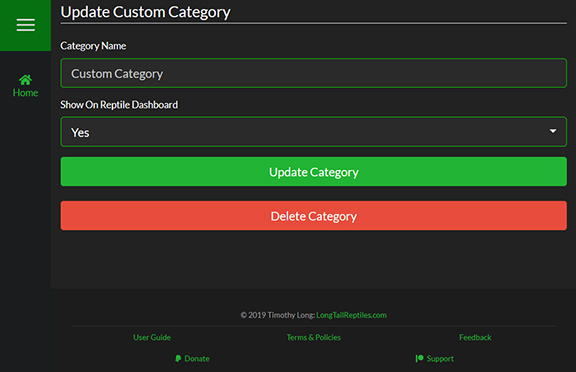 Update Custom Category
Category Name
Custom Category
Home
Show On Reptile Dashboard
Yes
Update Category
Delete Category
© 2019 Timothy Long: LongTailReptiles.com
User Guide Terms & Policies Feedback
Donate Support